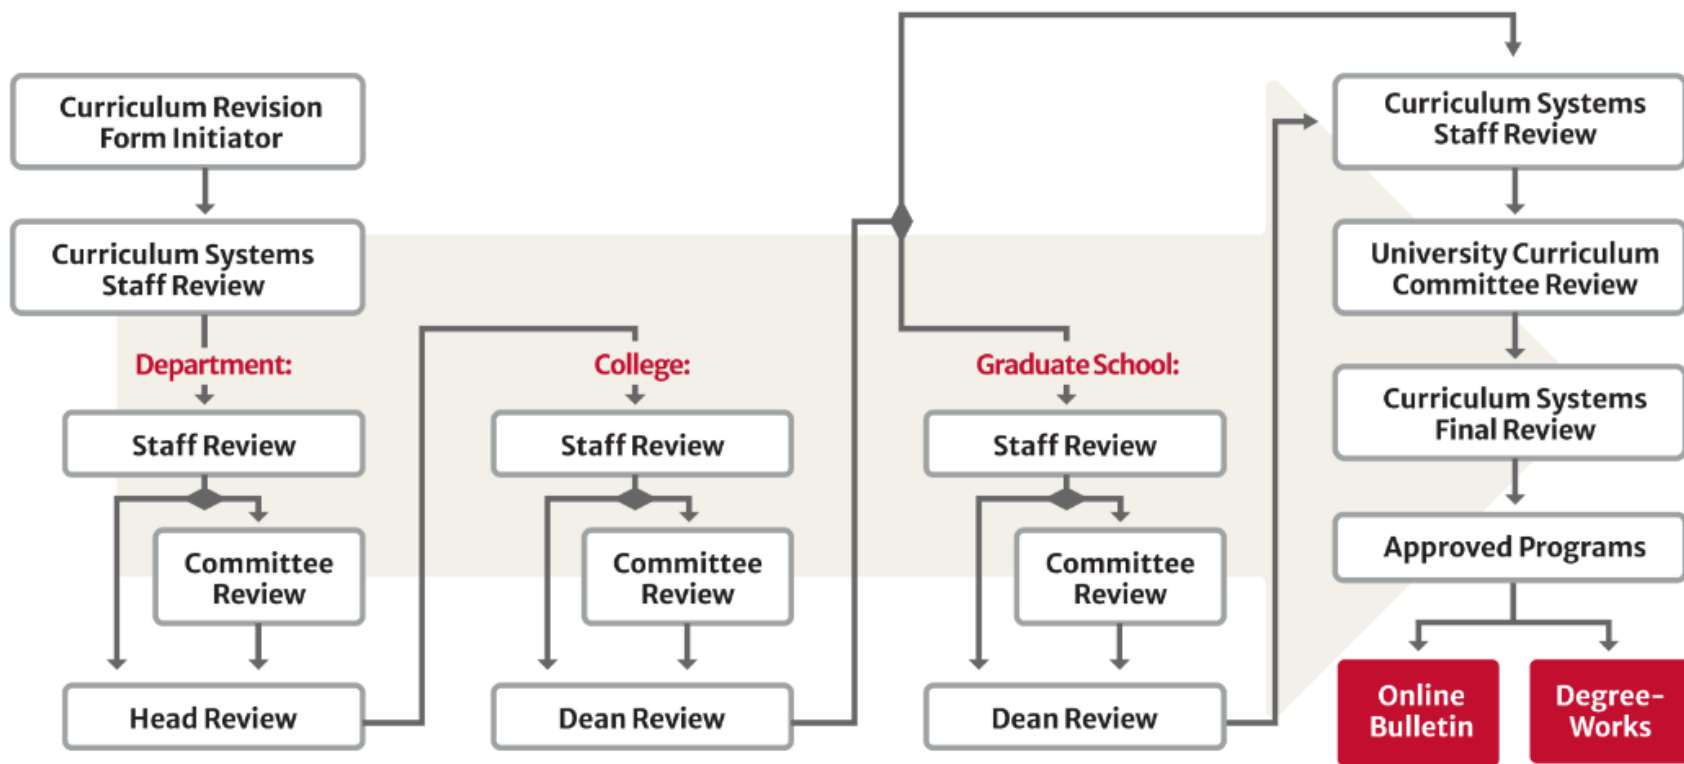 Curriculum Revision
Form Initiator
Curriculum Systems
Staff Review
Department:
Staff Review
Committee
Review
Head Review
College:
Staff Review
Committee
Review
Dean Review
Graduate School:
Staff Review
Committee
Review
Dean Review
Curriculum Systems
Staff Review
University Curriculum
Committee Review
Curriculum Systems
Final Review
Approved Programs
Online
Bulletin
Degree-
Works